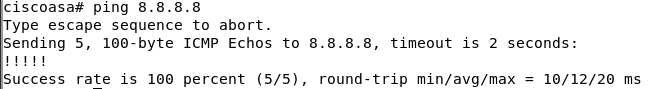 ciscoasa# ping 8.8.8.8
Type escape sequence to abort.
Sending 5, 100-byte ICMP Echos to 8.8.8.8, timeout is 2 seconds:
!!!!!
Success rate is 100 percent (5/5), round-trip min/avg/max = 10/12/20 ms